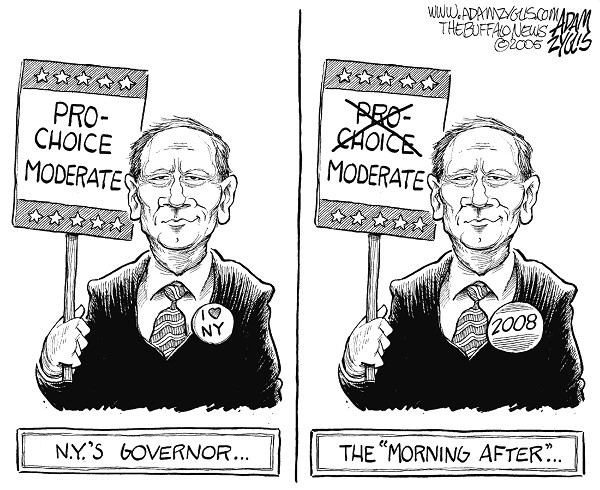 WWW.ADAMZYGLIS.COM
THE BUFFALO NEWS
©2005
ADAM
ZYGLIS
PRO-
CHOICE
MODERATE
I ♥
NY
N.Y.'S GOVERNOR...
PRO-
CHOICE
MODERATE
2008
THE "MORNING AFTER"...